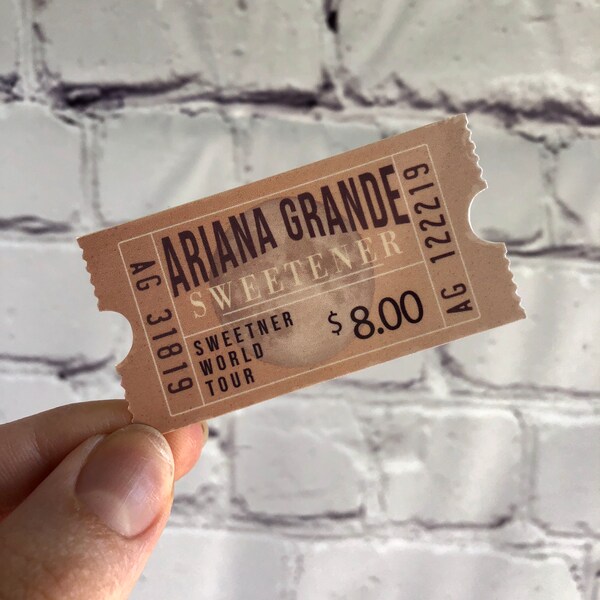 ARIANA GRANDE
SWEETENER
SWEETNER
WORLD
TOUR
$ 8.00
AG 31819
AG 122219